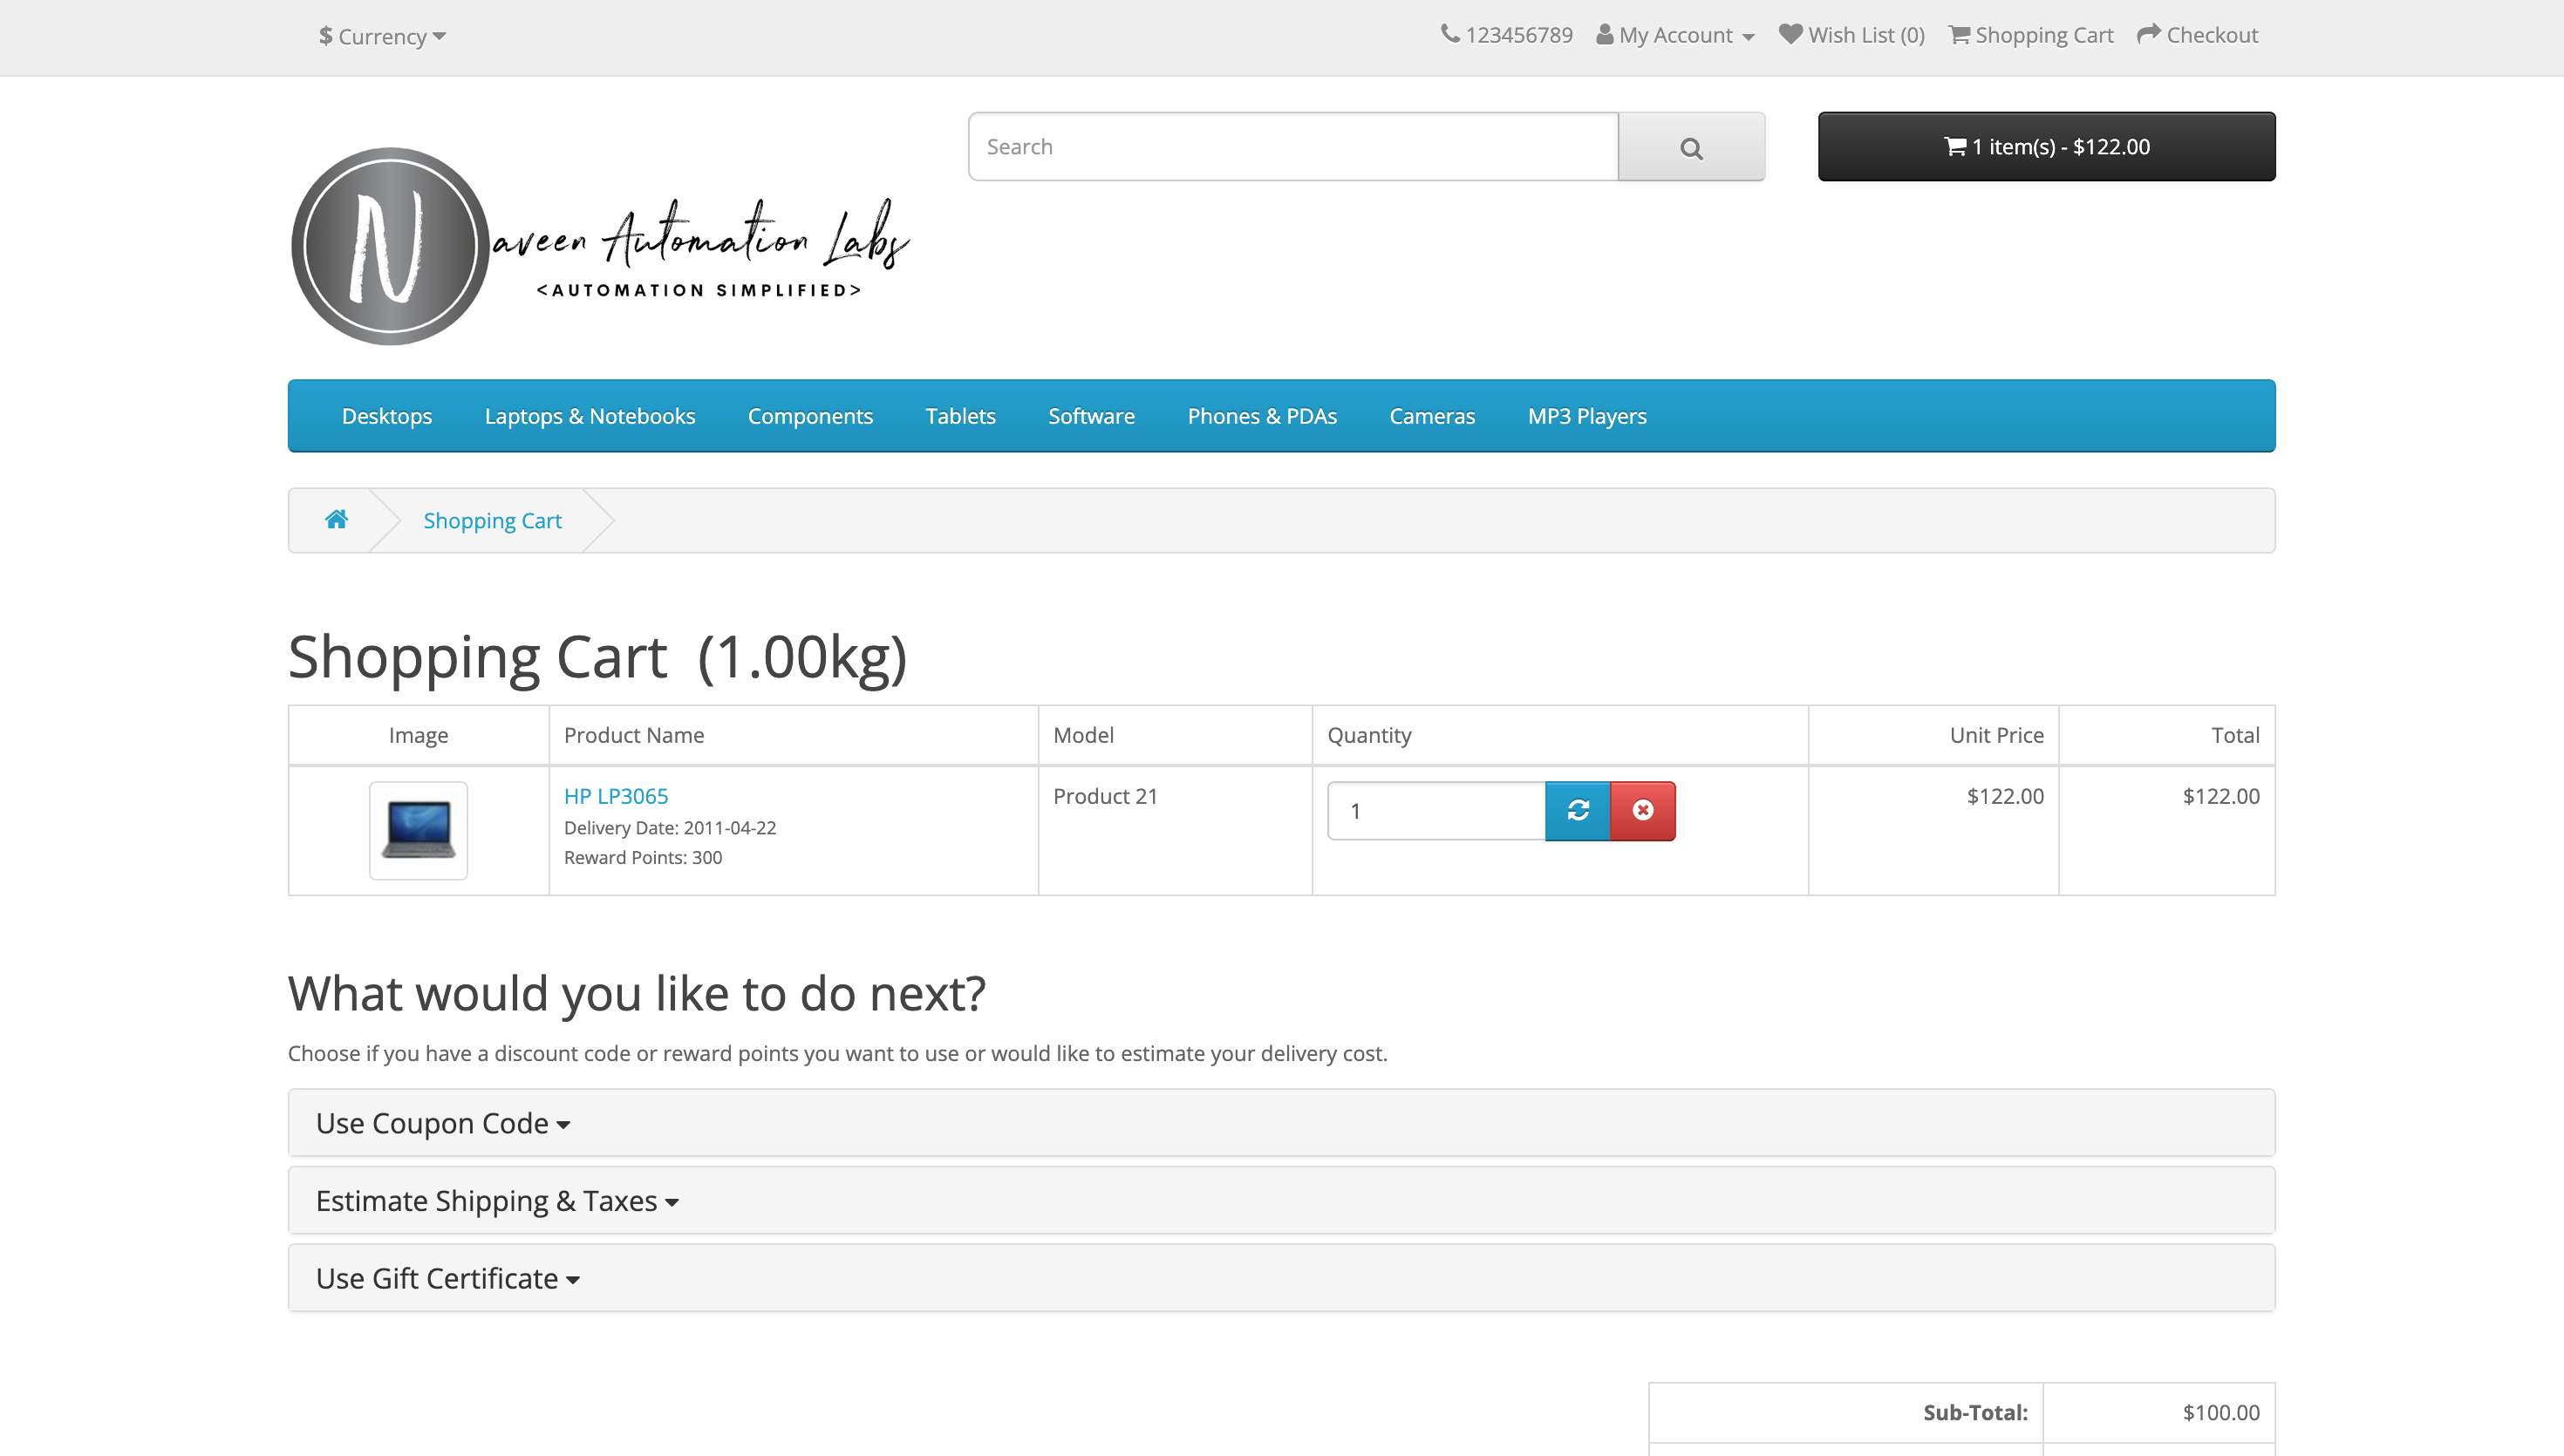 $ Currency
123456789 My Account Wish List (0) Shopping Cart Checkout
Search
1 item(s) - $122.00
N
aveen Automation Labs
<AUTOMATION SIMPLIFIED>
Desktops Laptops & Notebooks Components Tablets Software Phones & PDAs Cameras MP3 Players
Shopping Cart
Shopping Cart (1.00kg)
Image Product Name Model Quantity Unit Price Total
HP LP3065 Product 21 1 $122.00 $122.00
Delivery Date: 2011-04-22
Reward Points: 300
What would you like to do next?
Choose if you have a discount code or reward points you want to use or would like to estimate your delivery cost.
Use Coupon Code
Estimate Shipping & Taxes
Use Gift Certificate
Sub-Total: $100.00